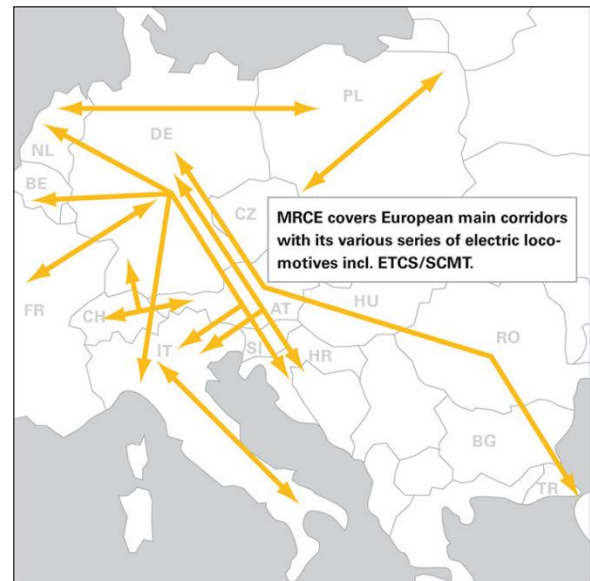 PL
DE
NL
BE
CZ
MRCE covers European main corridors
with its various series of electric loco-
motives incl. ETCS/SCMT.
FR
CH
AT
HU
IT
SI
HR
RO
BG
TR